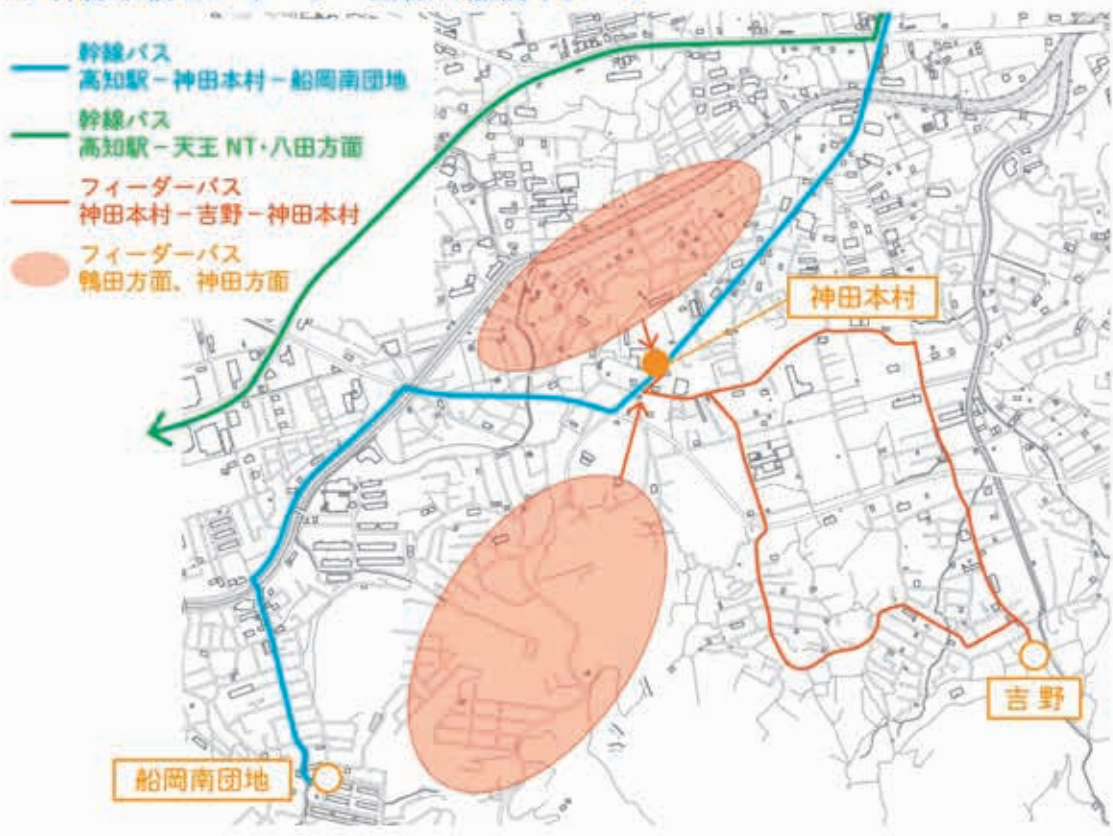 幹線バス
高知駅－神田本村－船岡南団地
幹線バス
高知駅－天王 NT・八田方面
フィーダーバス
神田本村－吉野－神田本村
フィーダーバス
鴨田方面、神田方面
神田本村
吉野
船岡南団地